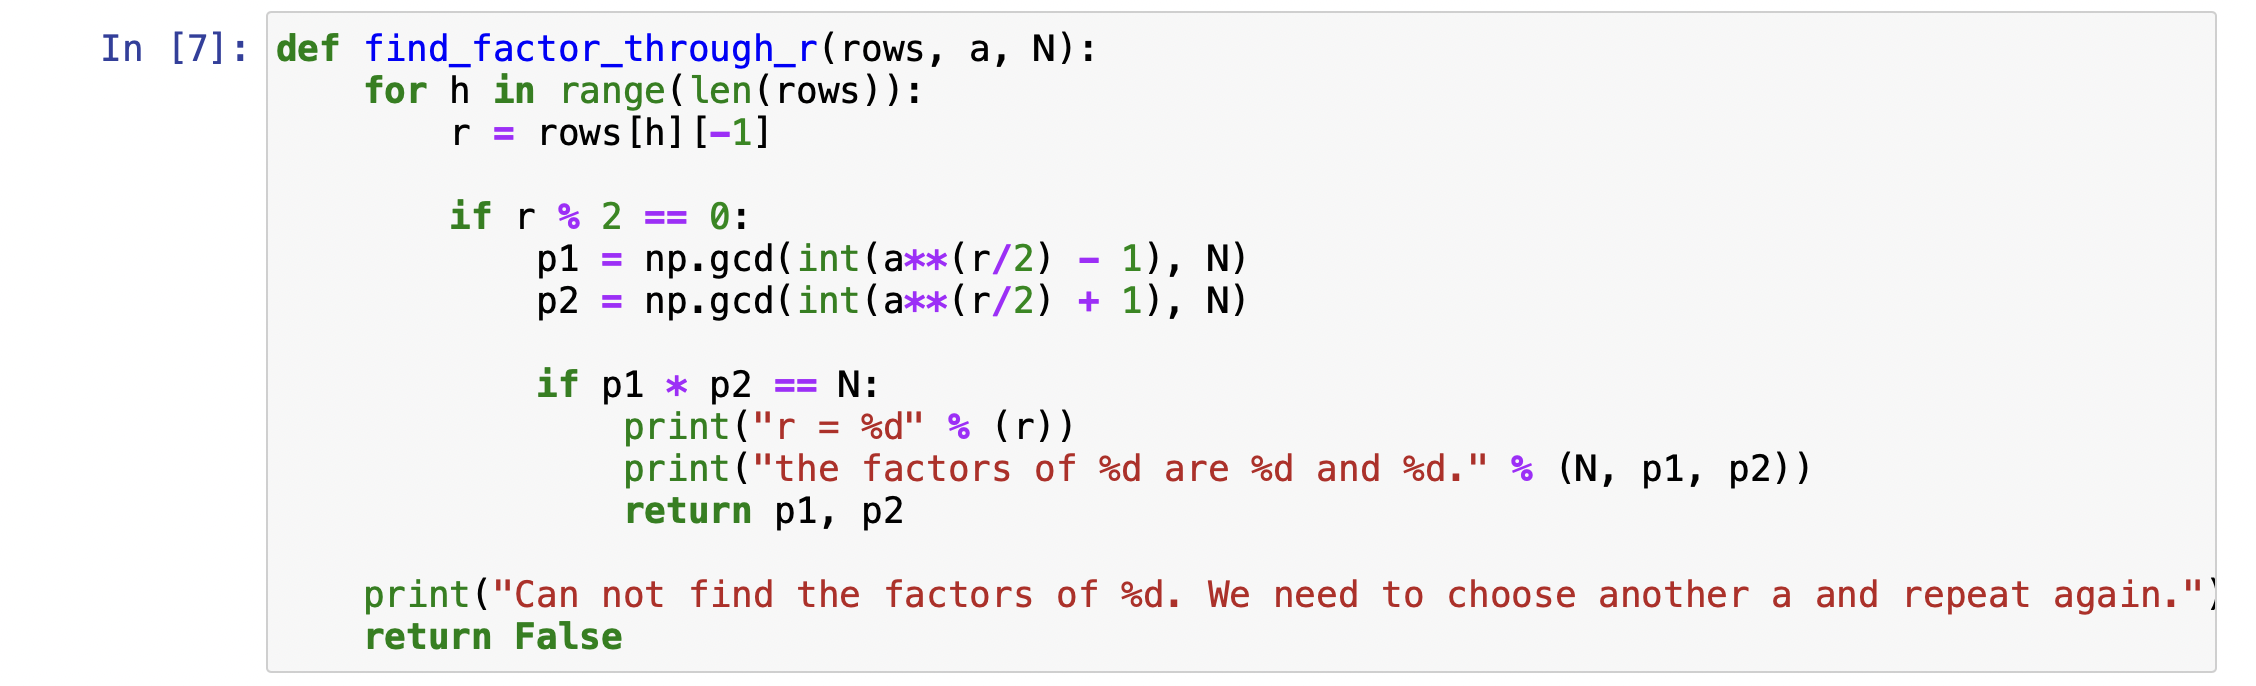 In [7]: def find_factor_through_r(rows, a, N):
    for h in range(len(rows)):
        r = rows[h][-1]

        if r % 2 == 0:
            p1 = np.gcd(int(a**(r/2) - 1), N)
            p2 = np.gcd(int(a**(r/2) + 1), N)

            if p1 * p2 == N:
                print("r = %d" % (r))
                print("the factors of %d are %d and %d." % (N, p1, p2))
                return p1, p2

    print("Can not find the factors of %d. We need to choose another a and repeat again.")
    return False